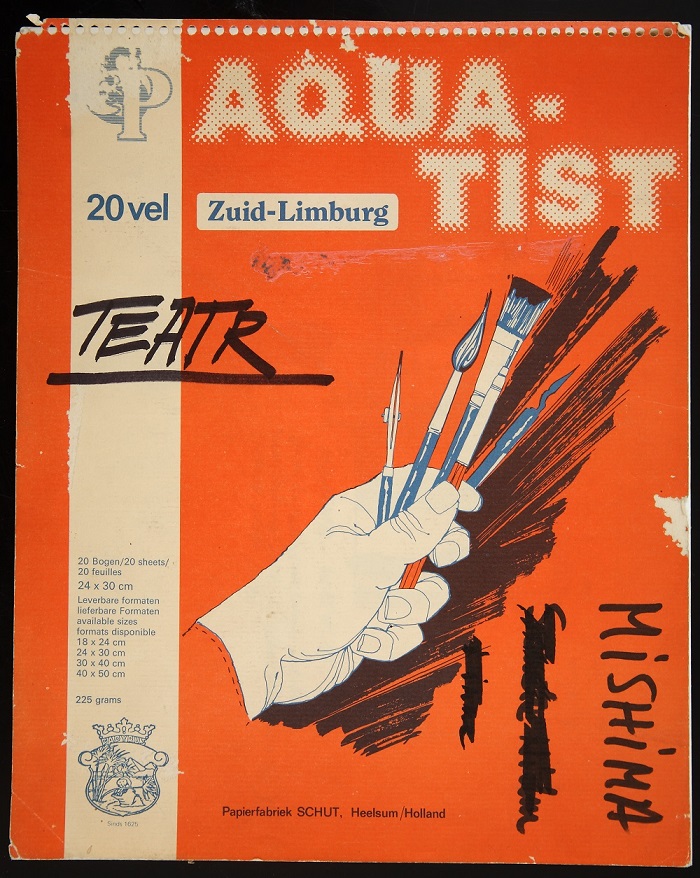 AQUA-
TIST
20 vel
Zuid-Limburg
TEATR
20 Bogen/20 sheets/
20 feuilles
24 x 30 cm
Leverbare formaten
lieferbare Formaten
available sizes
formats disponible
18 x 24 cm
24 x 30 cm
30 x 40 cm
40 x 50 cm
225 grams
Sinds 1625
MiSHiMA
Papierfabriek SCHUT, Heelsum/Holland